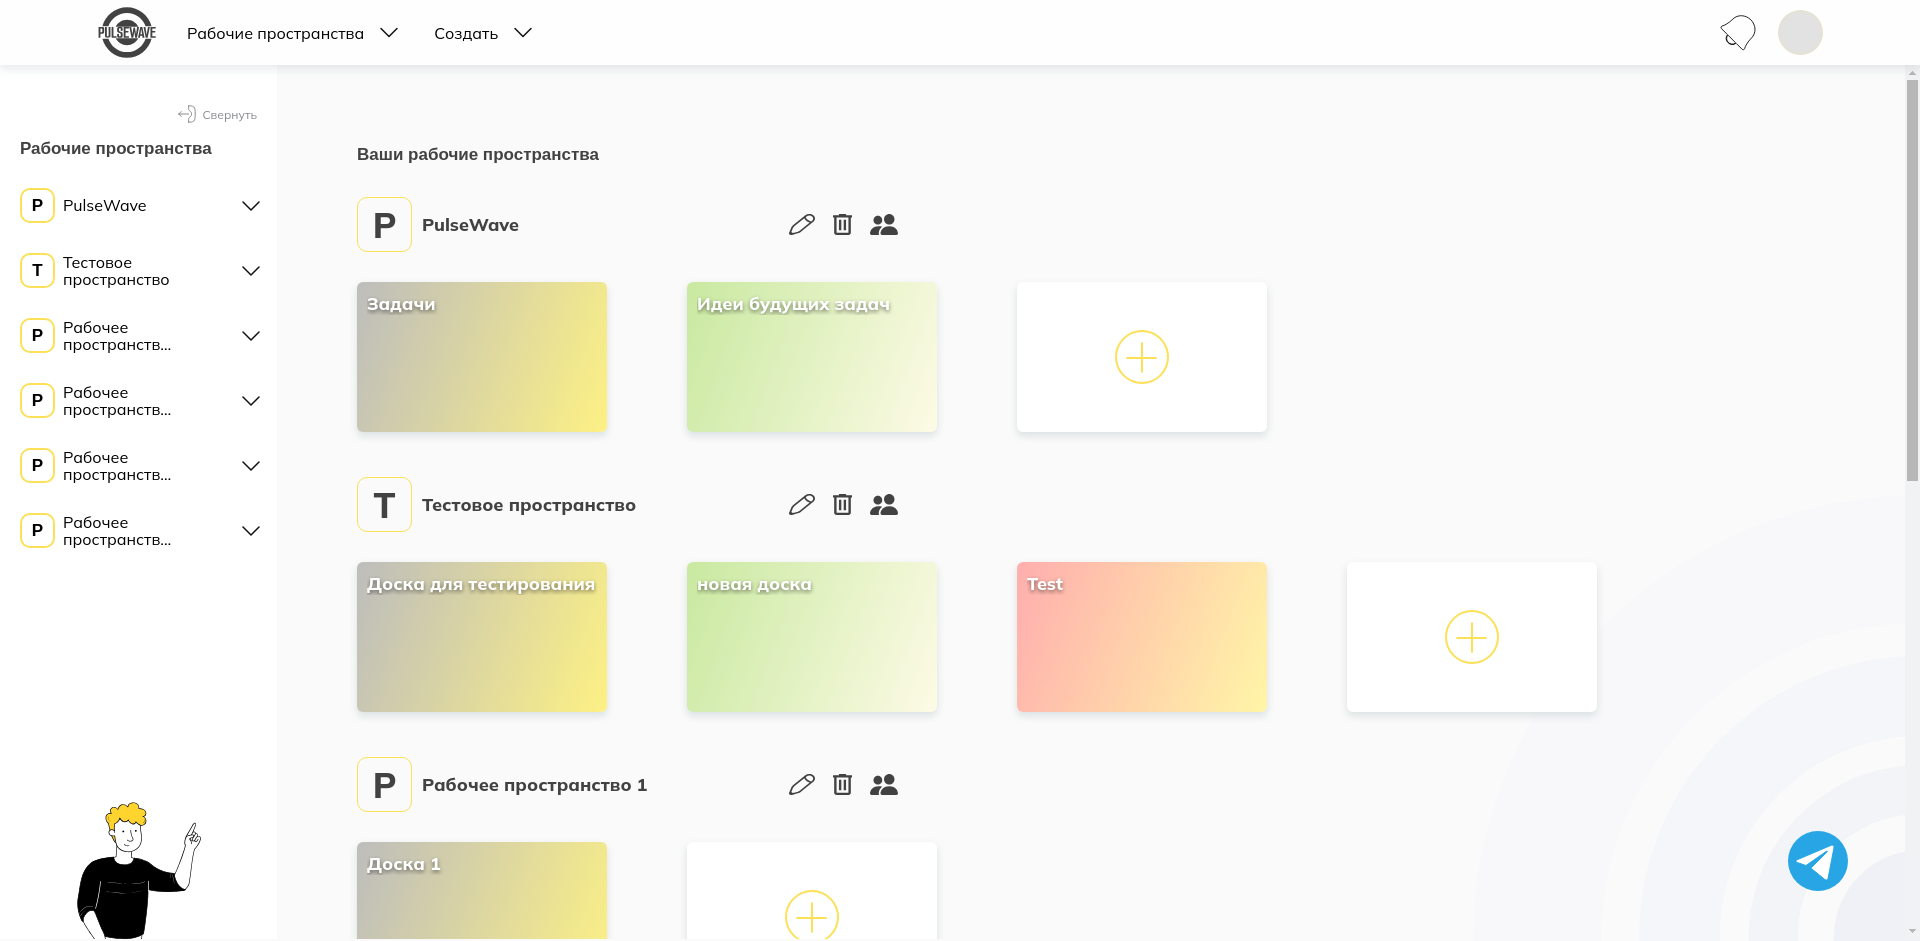 PULSEWAVE
Рабочие пространства
Создать
Свернуть
Рабочие пространства
P
PulseWave
Т
Тестовое
пространство
Р
Рабочее
пространств...
Р
Рабочее
пространств...
Р
Рабочее
пространств...
Р
Рабочее
пространств...
Ваши рабочие пространства
P
PulseWave
Задачи
Идеи будущих задач
Т
Тестовое пространство
Доска для тестирования
новая доска
Test
Р
Рабочее пространство 1
Доска 1